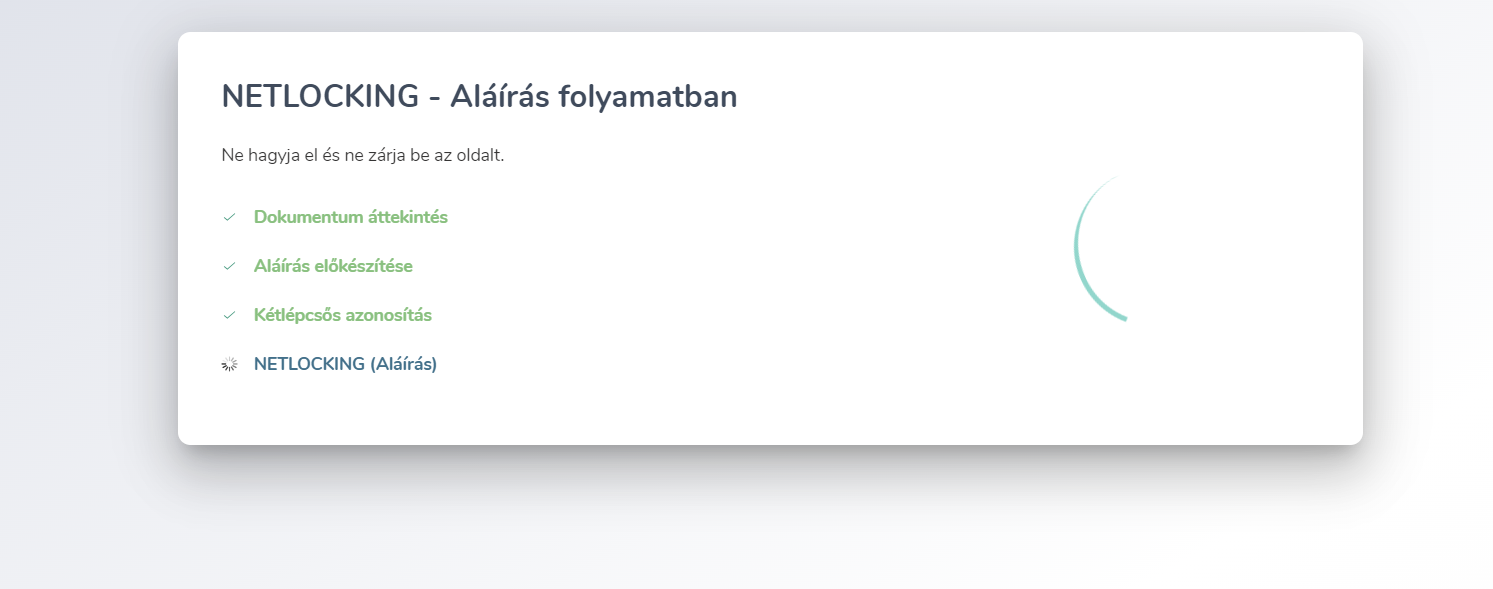 NETLOCKING - Aláírás folyamatban
Ne hagyja el és ne zárja be az oldalt.
Dokumentum áttekintés
Aláírás előkészítése
Kétlépcsős azonosítás
NETLOCKING (Aláírás)